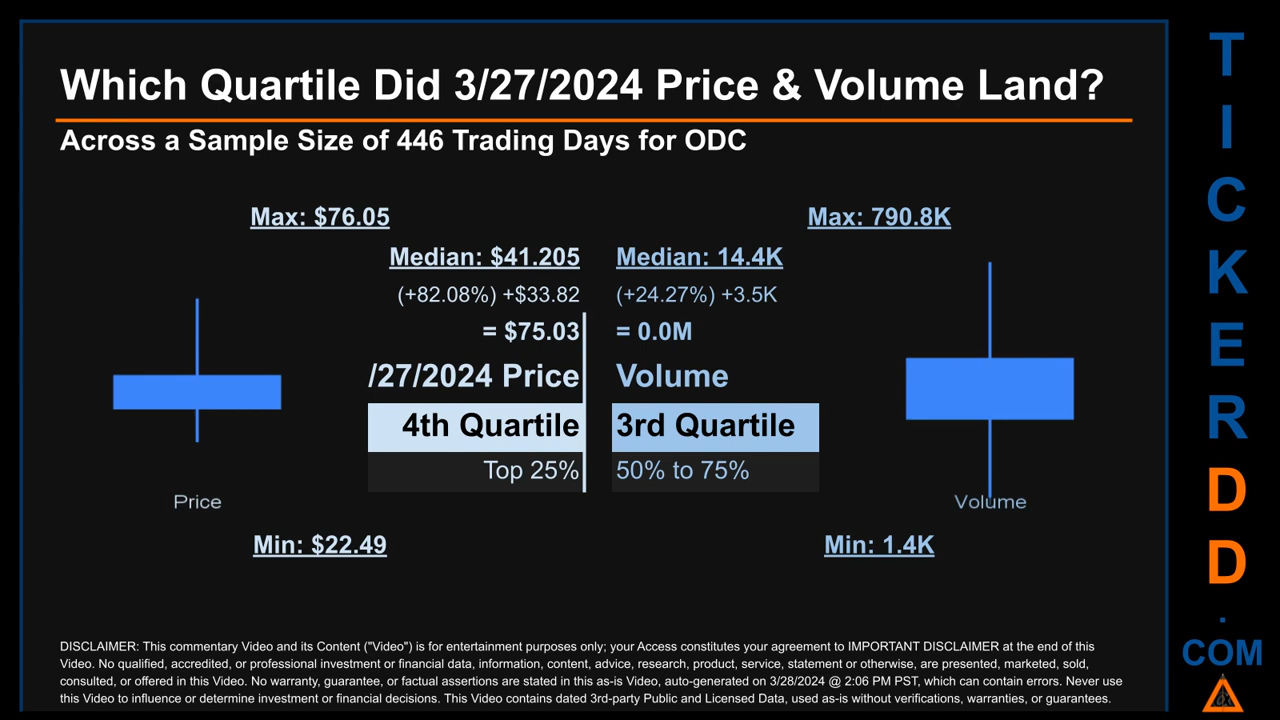 Which Quartile Did 3/27/2024 Price & Volume Land?
Across a Sample Size of 446 Trading Days for ODC
Max: $76.05
Median: $41.205
(+82.08%) +$33.82
= $75.03
/27/2024 Price
4th Quartile
Top 25%
Price
Min: $22.49
Max: 790.8K
Median: 14.4K
(+24.27%) +3.5K
= 0.0M
Volume
3rd Quartile
50% to 75%
Volume
Min: 1.4K
DISCLAIMER: This commentary Video and its Content ("Video") is for entertainment purposes only; your Access constitutes your agreement to IMPORTANT DISCLAIMER at the end of this
Video. No qualified, accredited, or professional investment or financial data, information, content, advice, research, product, service, statement or otherwise, are presented, marketed, sold,
consulted, or offered in this Video. No warranty, guarantee, or factual assertions are stated in this as-is Video, auto-generated on 3/28/2024 @ 2:06 PM PST, which can contain errors. Never use
this Video to influence or determine investment or financial decisions. This Video contains dated 3rd-party Public and Licensed Data, used as-is without verifications, warranties, or guarantees.
TICKERDD.COM